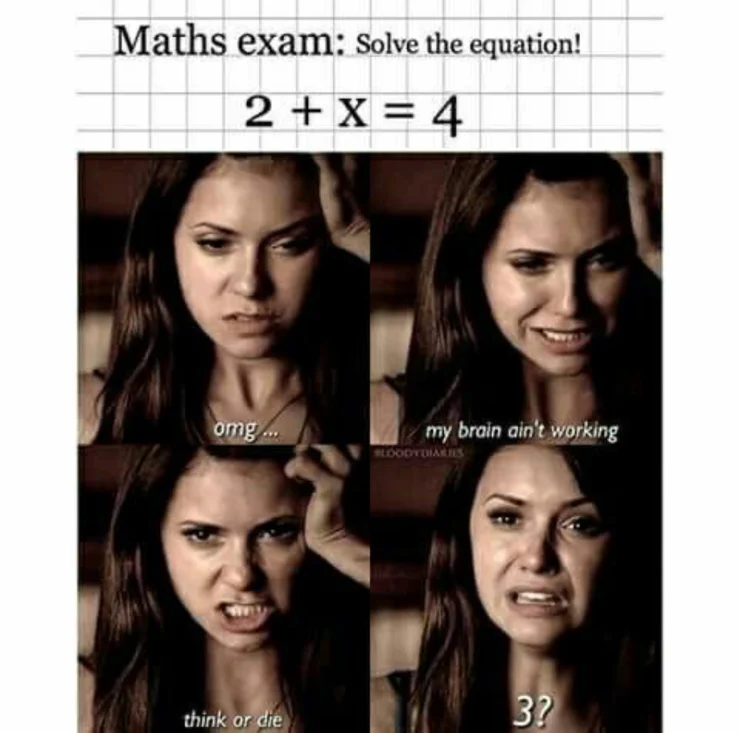 Maths exam: Solve the equation!
2 + x = 4
omg ...
my brain ain't working
BLOODYDIARIES
think or die
3?